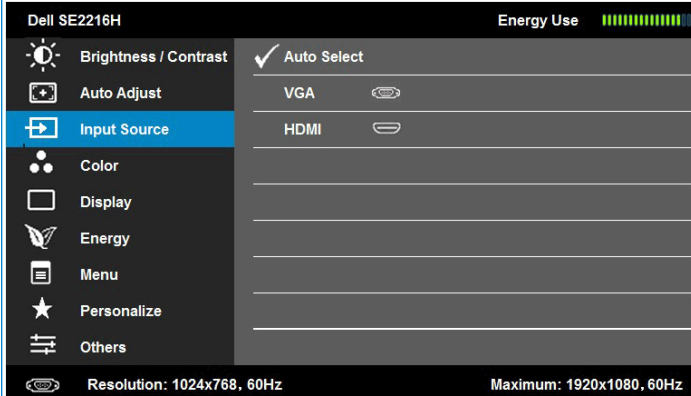 Dell SE2216H Energy Use
Brightness / Contrast Auto Select
Auto Adjust VGA
Input Source HDMI
Color
Display
Energy
Menu
Personalize
Others
Resolution: 1024x768, 60Hz Maximum: 1920x1080, 60Hz